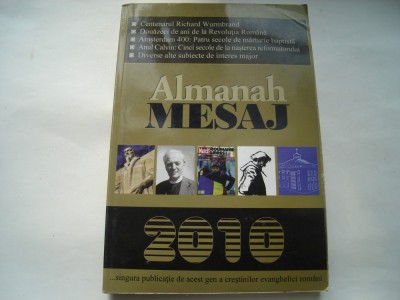 Centenarul Richard Wurmbrand
Douăzeci de ani de la Revoluția Română
Amsterdam 400: Patru secole de mărturie baptistă
Anul Calvin: Cinci secole de la nașterea reformatorului
Diverse alte subiecte de interes major
Almanah
MESAJ
2010
...singura publicație de acest gen a creștinilor evanghelici români